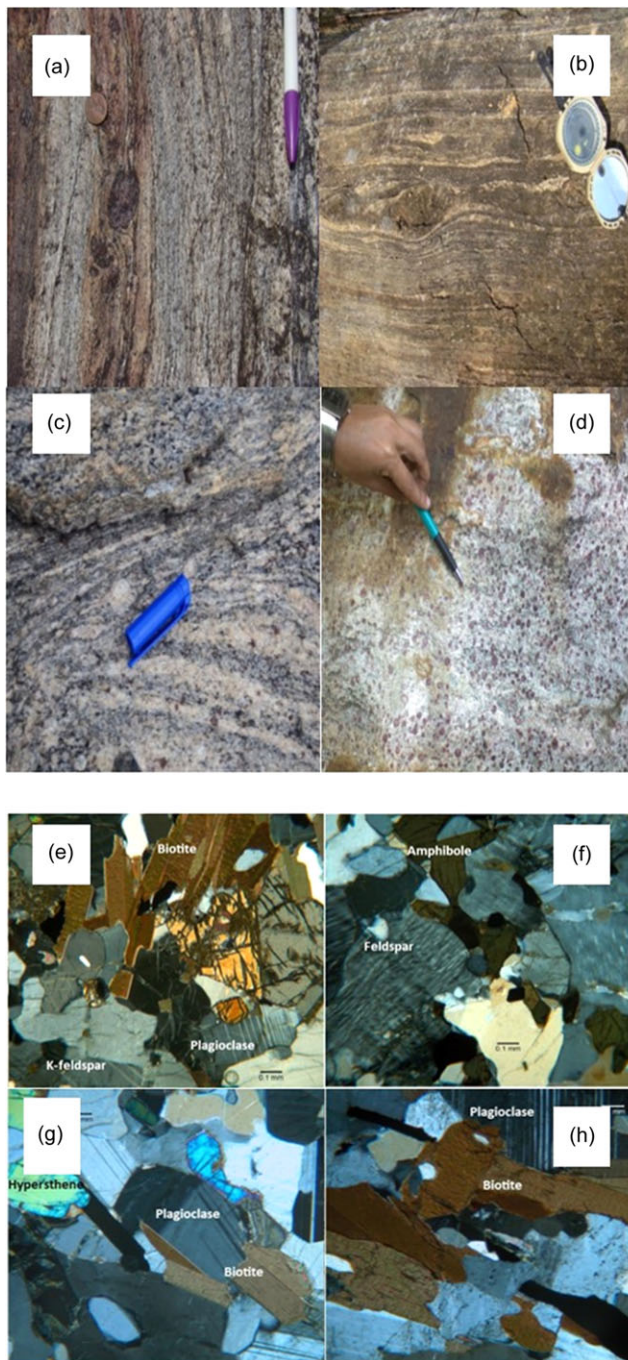 (a)
(b)
(c)
(d)
(e)
Biotite
Plagioclase
K-feldspar
0.1 mm
(f)
Amphibole
Feldspar
0.1 mm
(g)
Hypersthene
Plagioclase
Biotite
(h)
Plagioclase
Biotite